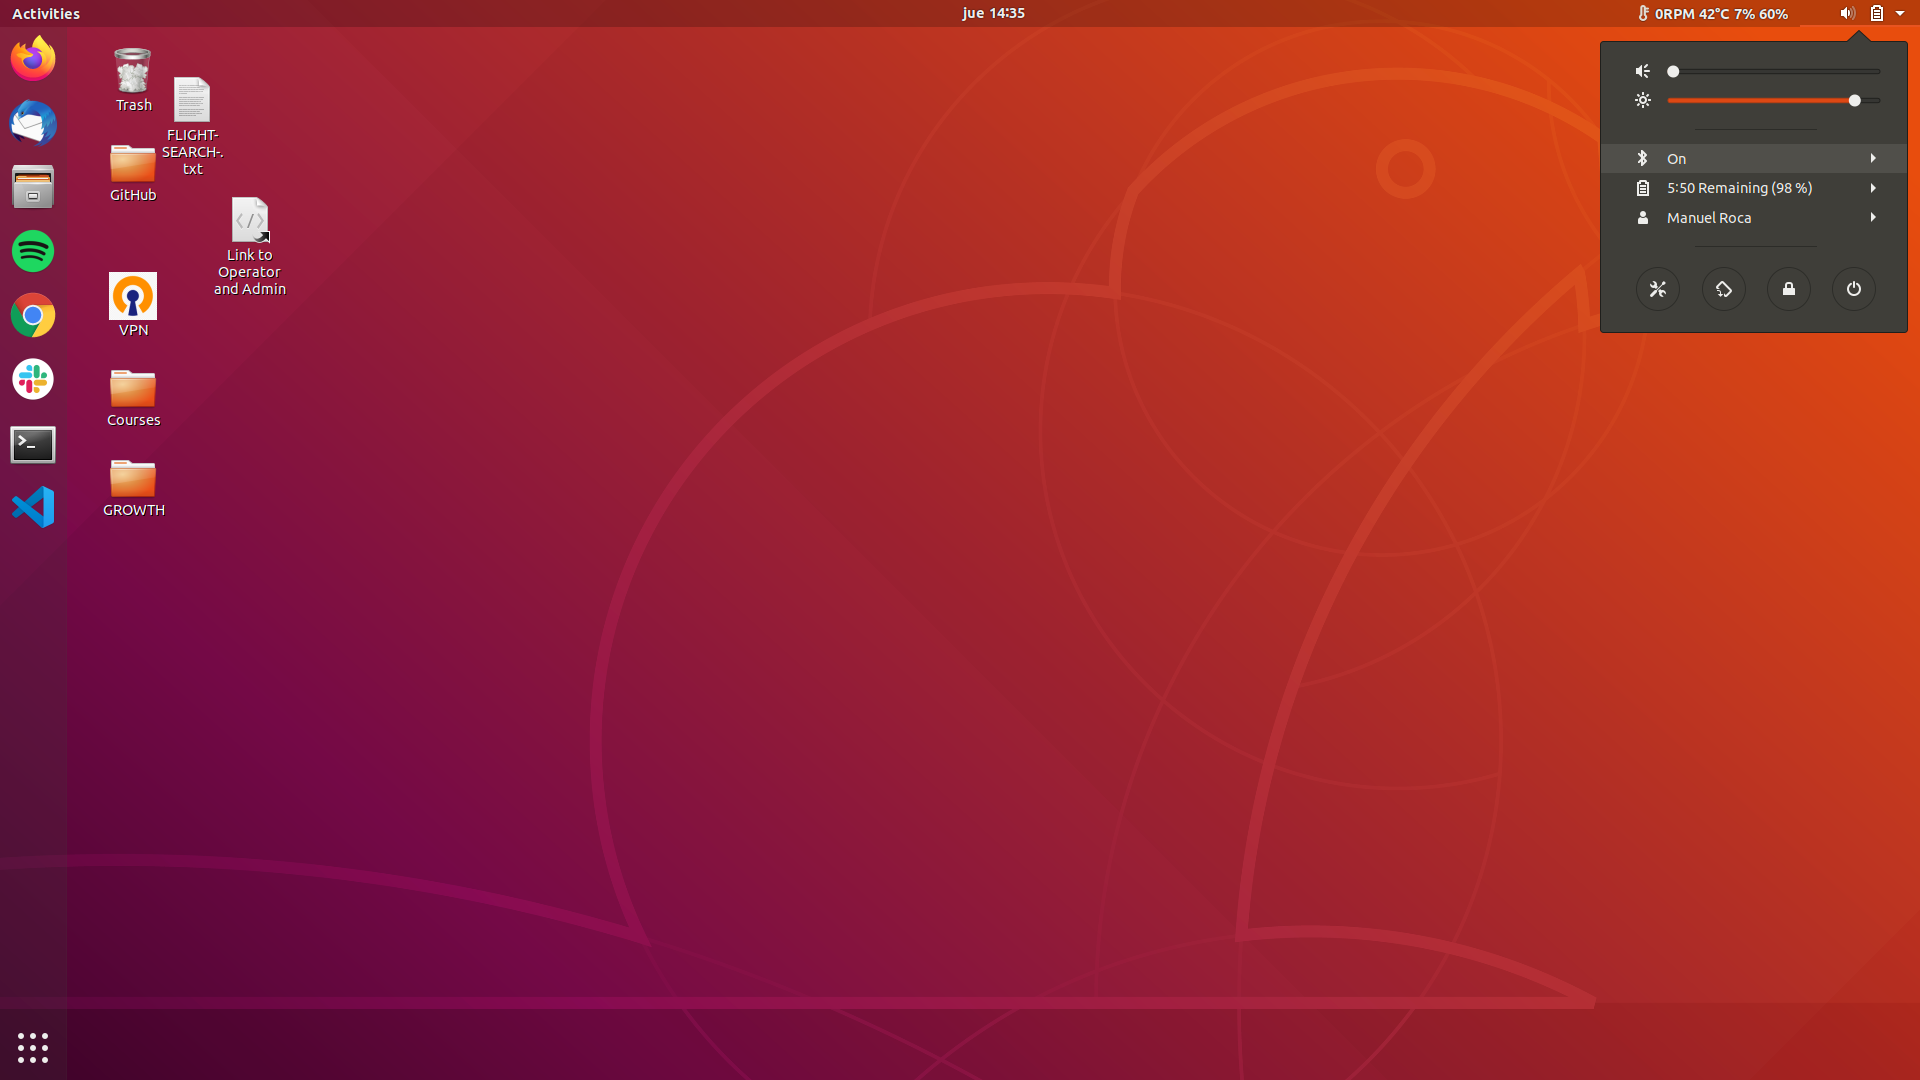 Activities
jue 14:35
0RPM 42°C 7% 60%
Trash
FLIGHT-
SEARCH-.
txt
GitHub
Link to
Operator
and Admin
VPN
Courses
GROWTH
On
5:50 Remaining (98 %)
Manuel Roca